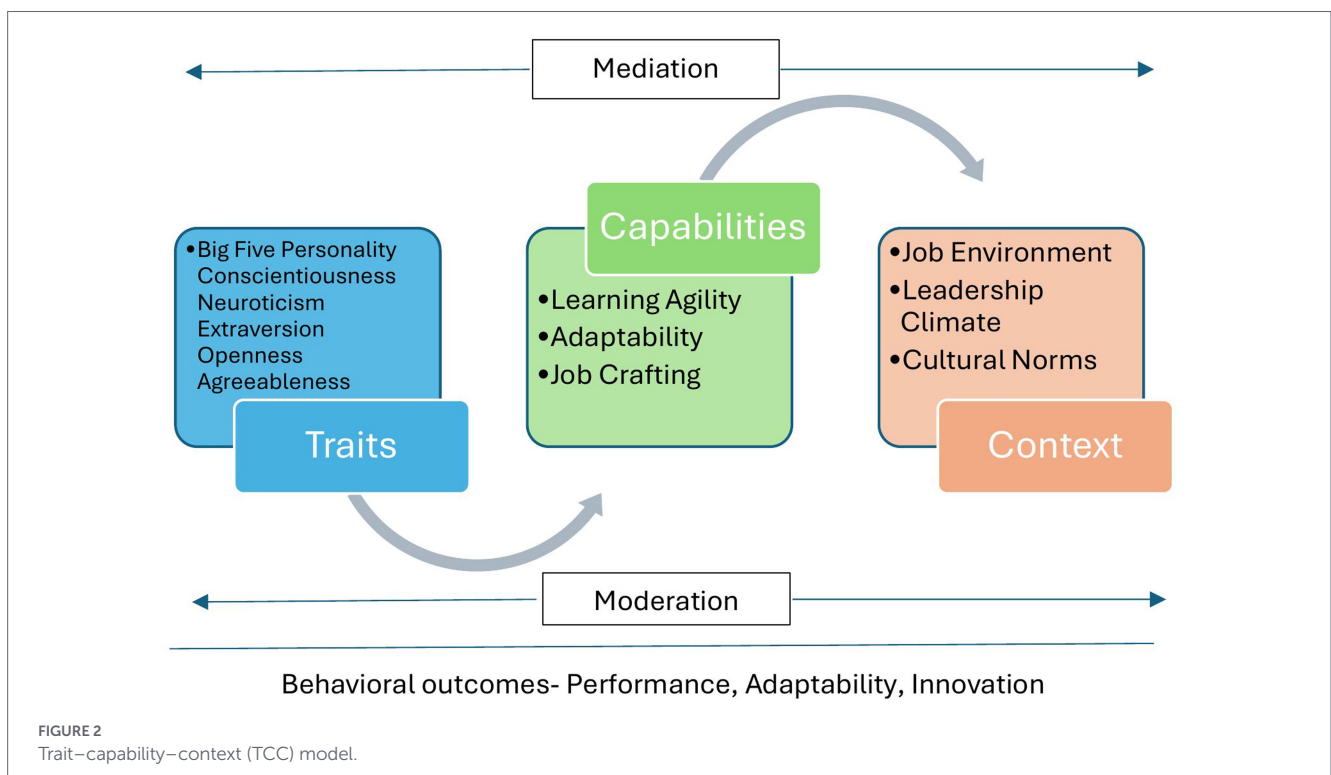 Mediation
•Big Five Personality
Conscientiousness
Neuroticism
Extraversion
Openness
Agreeableness
Traits
Capabilities
•Learning Agility
•Adaptability
•Job Crafting
•Job Environment
•Leadership
Climate
•Cultural Norms
Context
Moderation
Behavioral outcomes- Performance, Adaptability, Innovation
FIGURE 2
Trait–capability–context (TCC) model.